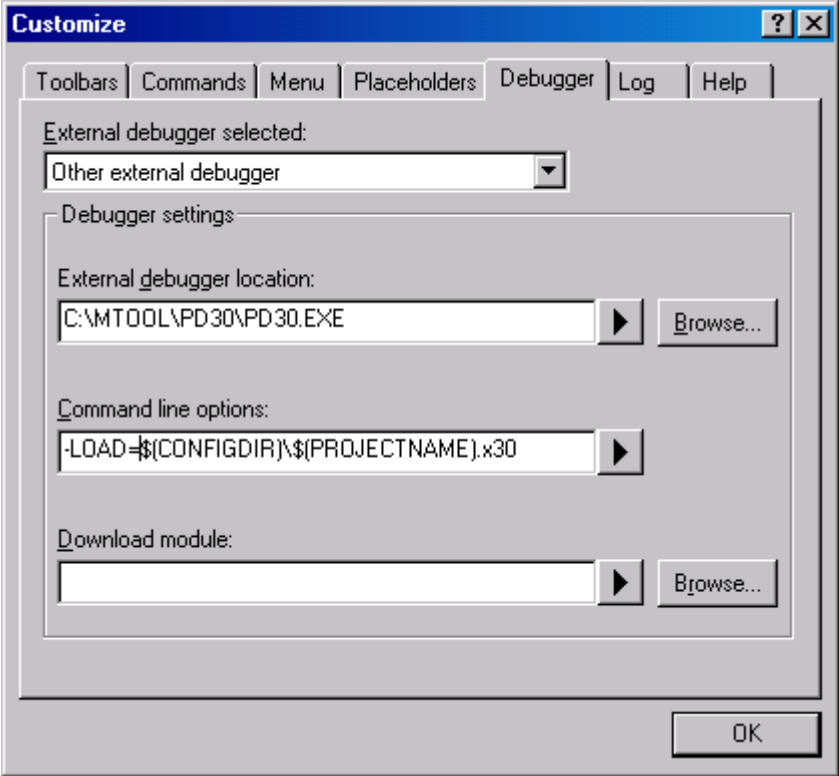 Customize
Toolbars Commands Menu Placeholders Debugger Log Help
External debugger selected:
Other external debugger
Debugger settings
External debugger location:
C:\MTOOL\PD30\PD30.EXE
Browse...
Command line options:
-LOAD=$(CONFIGDIR)\$(PROJECTNAME).x30
Download module:
Browse...
OK